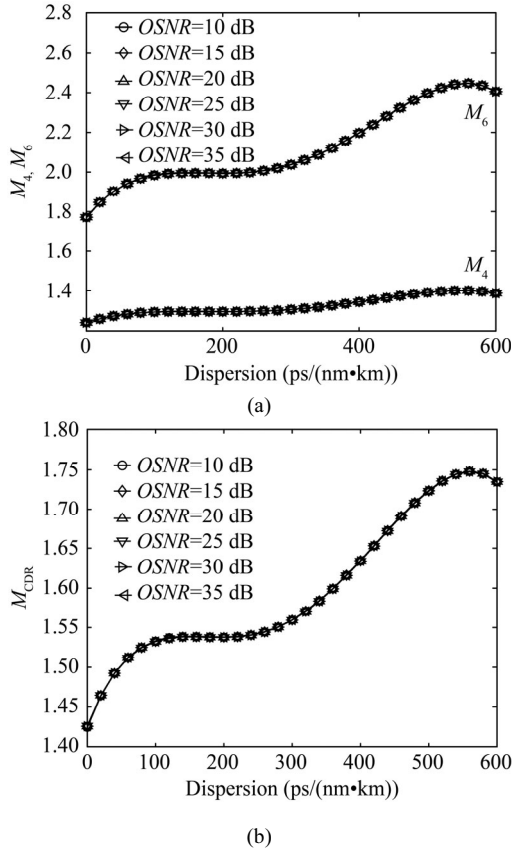 2.8
2.6
2.4
2.2
2.0
1.8
1.6
1.4
M4, M6
OSNR=10 dB
OSNR=15 dB
OSNR=20 dB
OSNR=25 dB
OSNR=30 dB
OSNR=35 dB
M6
M4
0 200 400 600
Dispersion (ps/(nm•km))
(a)
1.80
1.75
1.70
1.65
1.60
1.55
1.50
1.45
1.40
MCDR
OSNR=10 dB
OSNR=15 dB
OSNR=20 dB
OSNR=25 dB
OSNR=30 dB
OSNR=35 dB
0 100 200 300 400 500 600
Dispersion (ps/(nm•km))
(b)